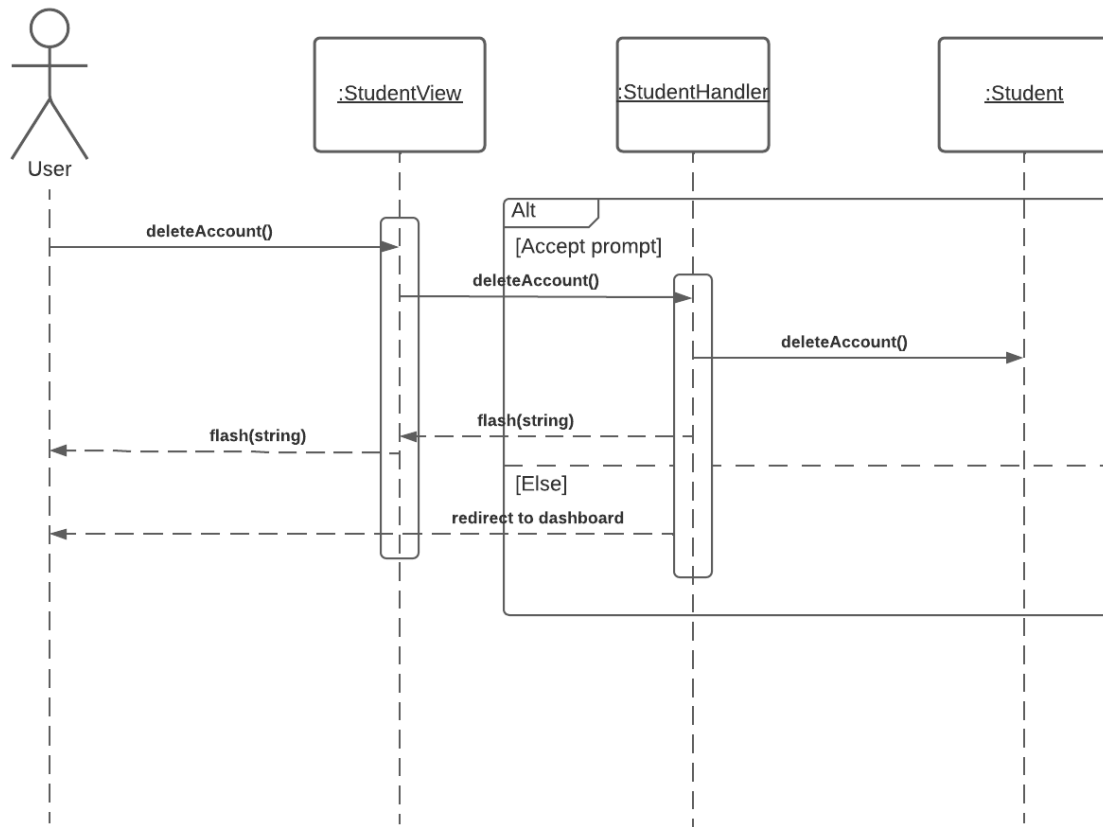 :StudentView
:StudentHandler
:Student
User
Alt
deleteAccount()
[Accept prompt]
deleteAccount()
deleteAccount()
flash(string)
flash(string)
[Else]
redirect to dashboard